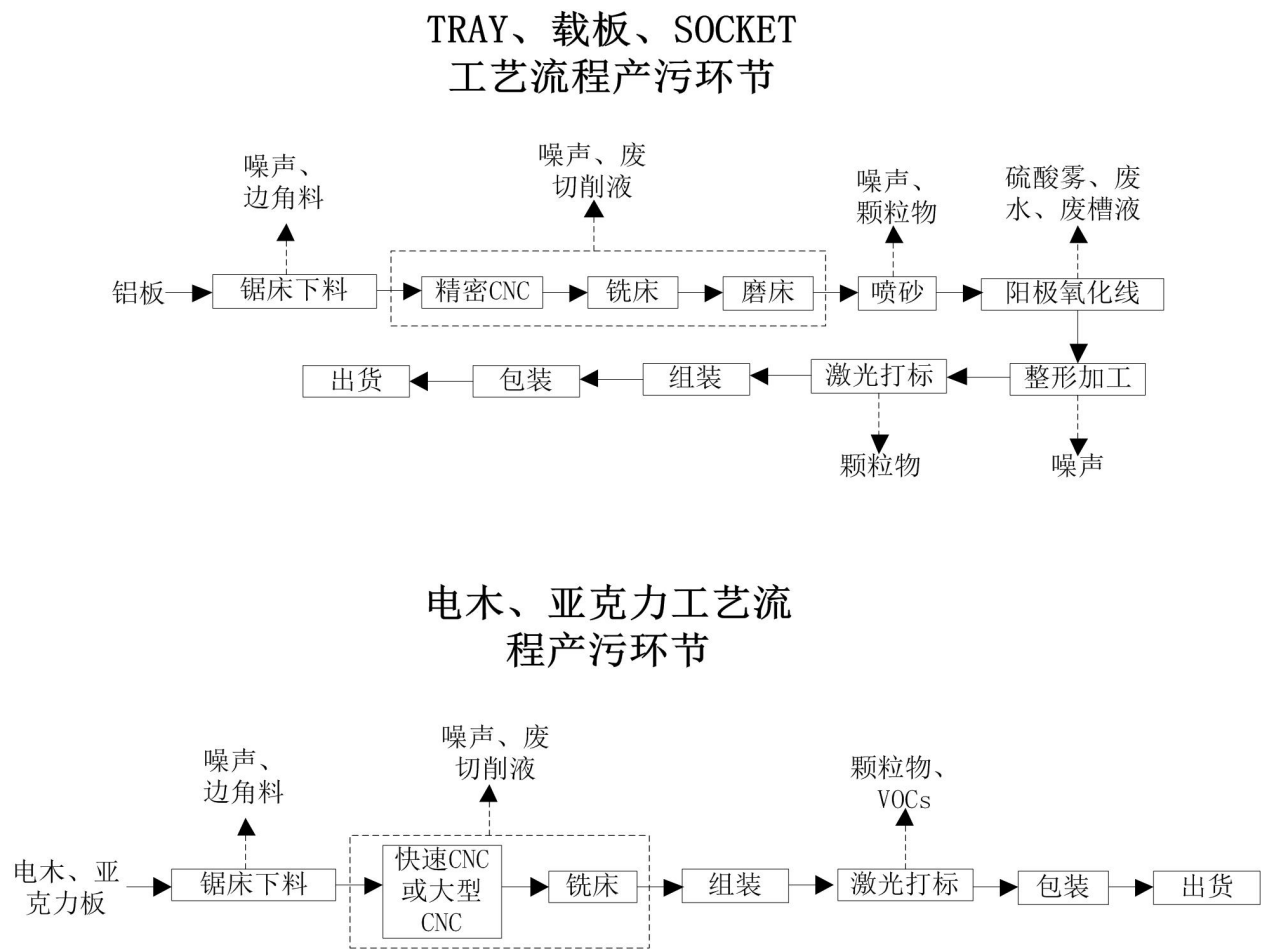 TRAY、载板、SOCKET
工艺流程产污环节
噪声、
边角料
噪声、废
切削液
噪声、
颗粒物
硫酸雾、废
水、废槽液
铝板
锯床下料
精密CNC
铣床
磨床
喷砂
阳极氧化线
出货
包装
组装
激光打标
整形加工
颗粒物
噪声
电木、亚克力工艺流
程产污环节
噪声、
边角料
噪声、废
切削液
颗粒物、
VOCs
电木、亚
克力板
锯床下料
快速CNC
或大型
CNC
铣床
组装
激光打标
包装
出货